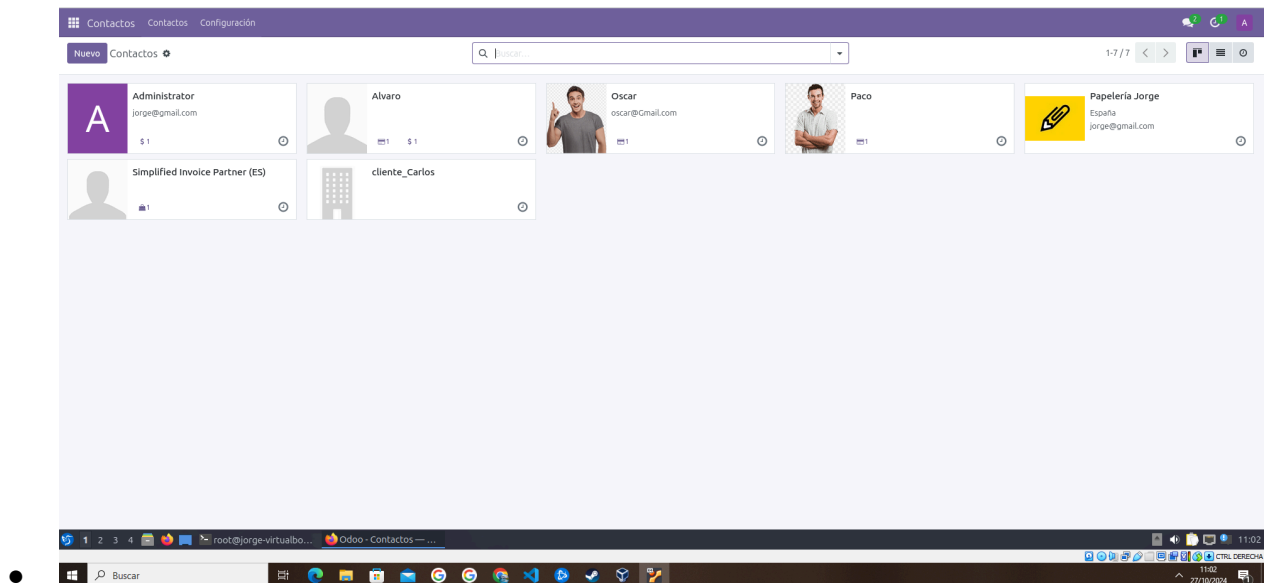 Contactos Contactos Configuración 2 1 A
Nuevo Contactos Buscar... 1-7 / 7
A Administrator
jorge@gmail.com
$ 1
Alvaro
1 $ 1
Oscar
oscar@Gmail.com
1
Paco
1
Papelería Jorge
España
jorge@gmail.com
Simplified Invoice Partner (ES)
1
cliente_Carlos
1 2 3 4 root@jorge-virtualbo... Odoo - Contactos — ... 11:02
CTRL DERECHA
Buscar 11:02
27/10/2024